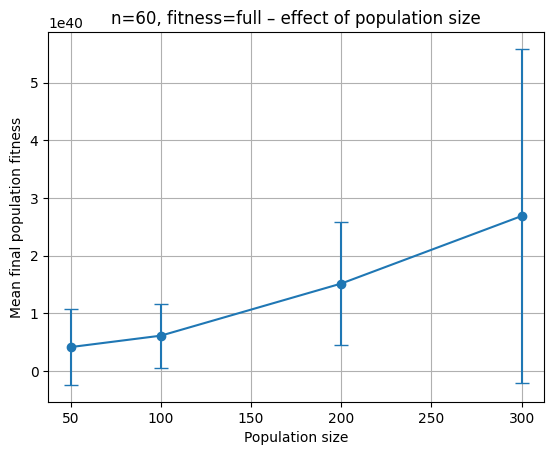 n=60, fitness=full – effect of population size
1e40
Mean final population fitness
5
4
3
2
1
0
50 100 150 200 250 300
Population size